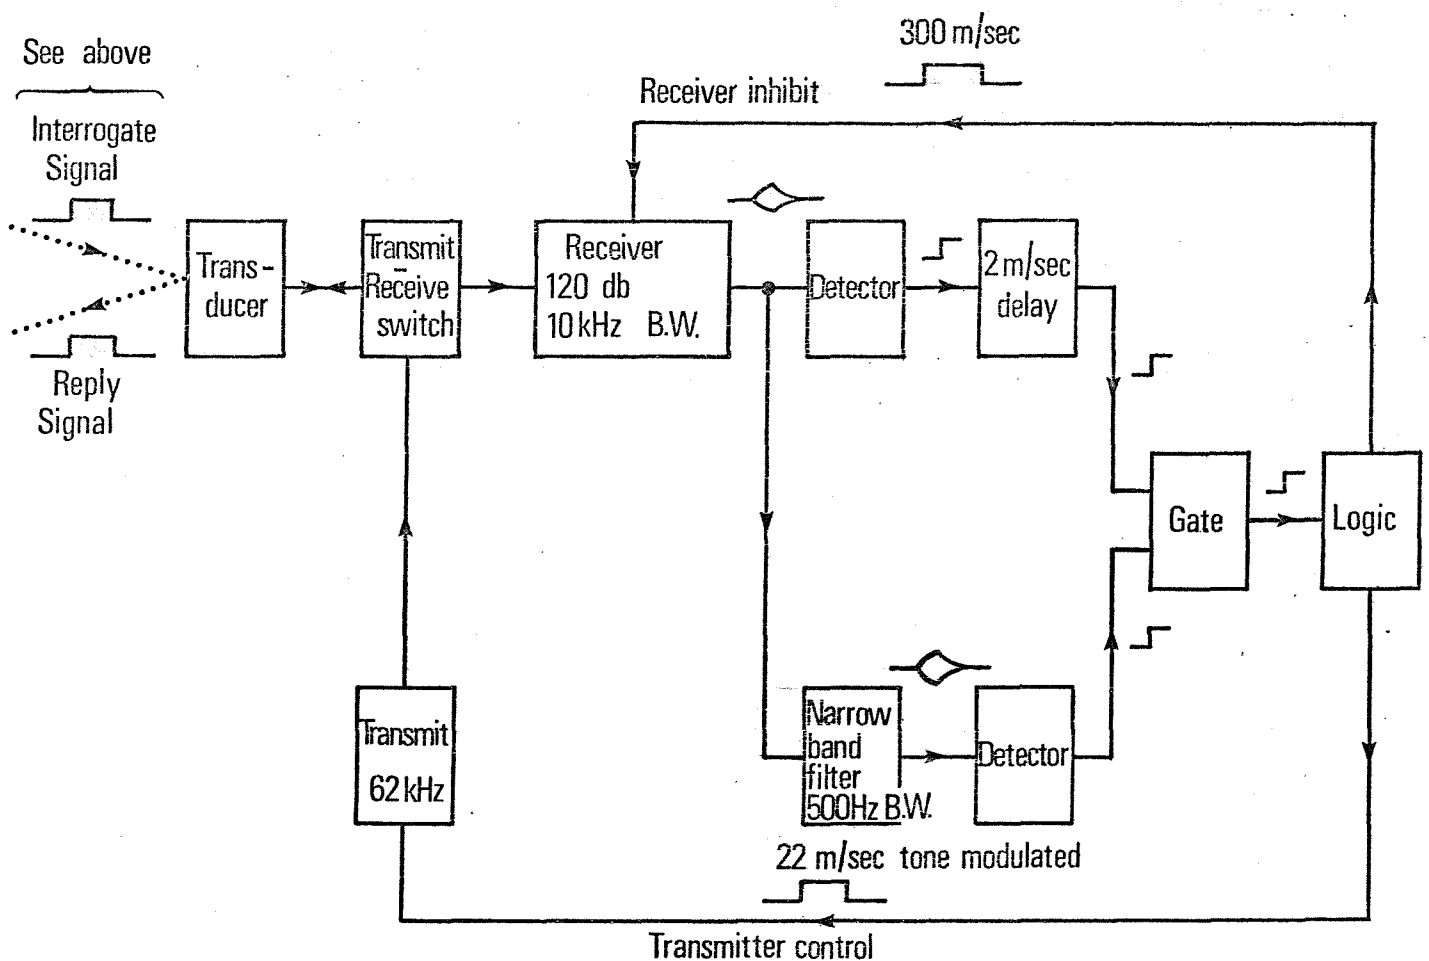 300 m/sec
See above
Receiver inhibit
Interrogate
Signal
Trans-
ducer
Transmit
-
Receive
switch
Receiver
120 db
10 kHz B.W.
Detector
2 m/sec
delay
Reply
Signal
Gate
Logic
Transmit
62 kHz
Narrow
band
filter
500Hz B.W.
Detector
22 m/sec tone modulated
Transmitter control